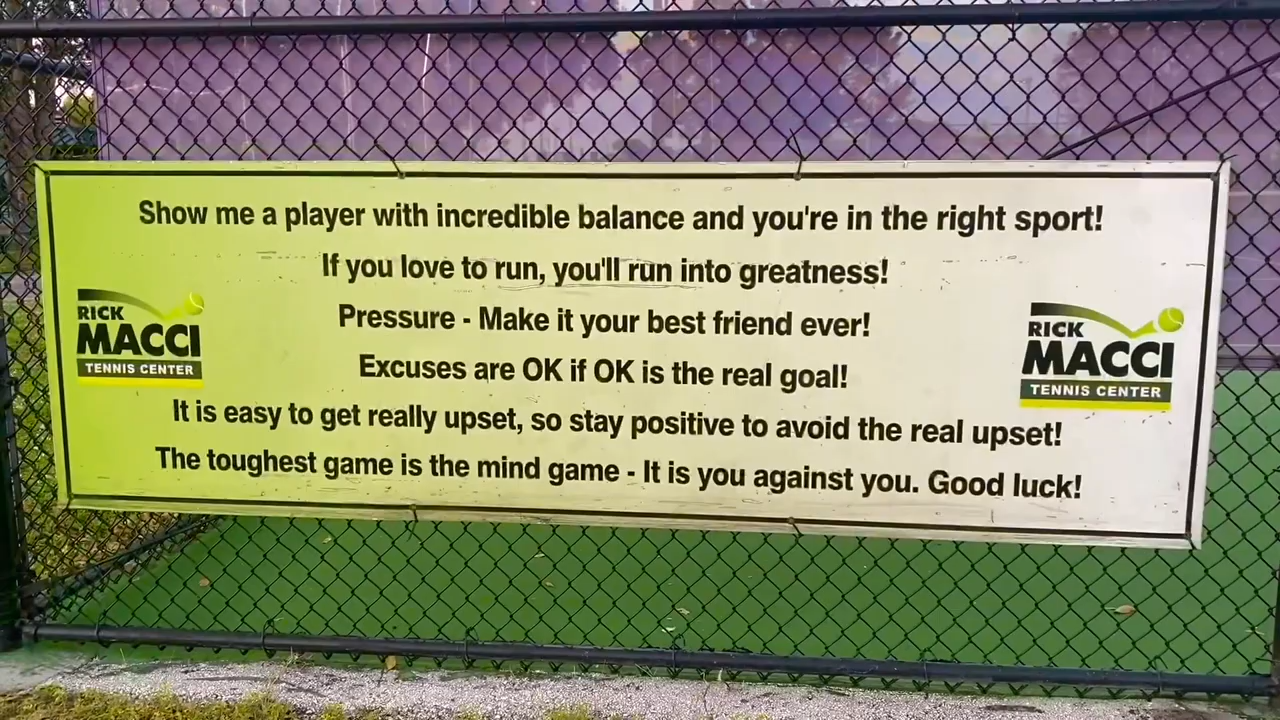 Show me a player with incredible balance and you're in the right sport!
If you love to run, you'll run into greatness!
Pressure - Make it your best friend ever!
Excuses are OK if OK is the real goal!
It is easy to get really upset, so stay positive to avoid the real upset!
The toughest game is the mind game - It is you against you. Good luck!
RICK
MACCI
TENNIS CENTER
RICK
MACCI
TENNIS CENTER